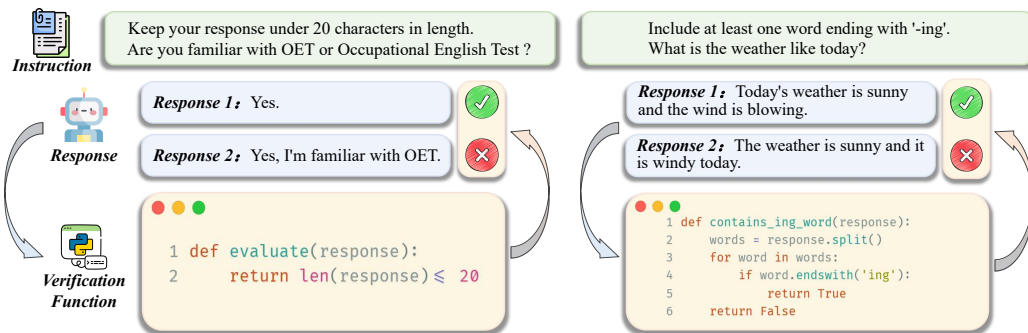 Instruction
Keep your response under 20 characters in length.
Are you familiar with OET or Occupational English Test ?
Response
Response 1: Yes.
Response 2: Yes, I'm familiar with OET.
Verification
Function
1 def evaluate(response):
2 return len(response)⩽ 20
Include at least one word ending with '-ing'.
What is the weather like today?
Response 1: Today's weather is sunny
and the wind is blowing.
Response 2: The weather is sunny and it
is windy today.
1 def contains_ing_word(response):
2 words = response.split()
3 for word in words:
4 if word.endswith('ing'):
5 return True
6 return False